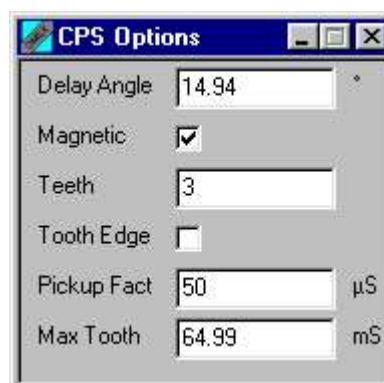 CPS Options
Delay Angle 14.94 °
Magnetic
Teeth 3
Tooth Edge
Pickup Fact 50 µS
Max Tooth 64.99 mS